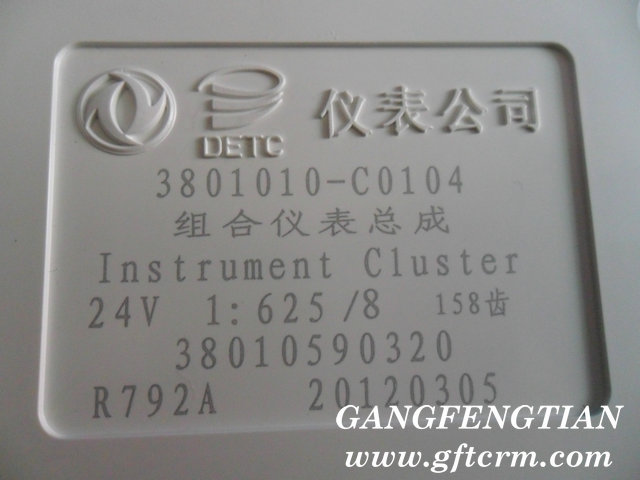 DETC 仪表公司
3801010-C0104
组合仪表总成
Instrument Cluster
24V 1:625/8 158齿
38010590320
R792A 20120305
GANGFENGTIAN
www.gftcrm.com